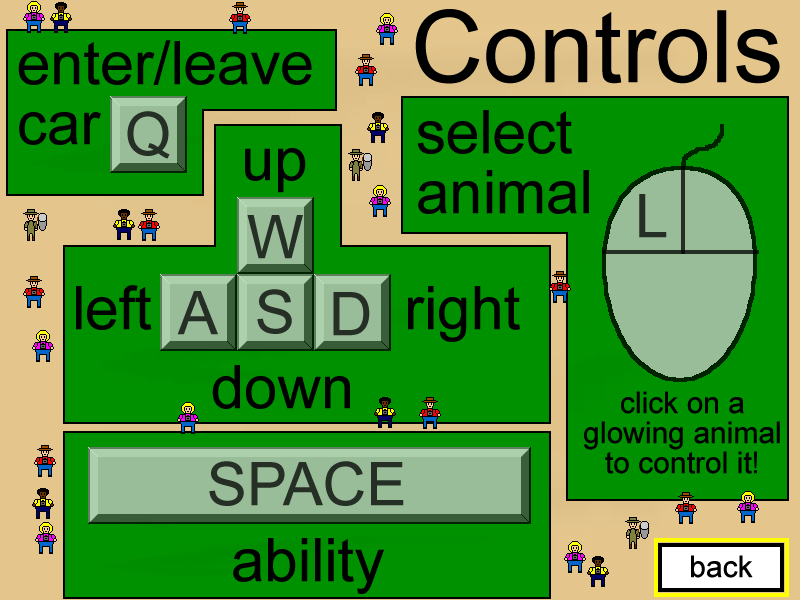 Controls
enter/leave
car Q
up
W
left A S D right
down
SPACE
ability
select
animal
L
click on a
glowing animal
to control it!
back